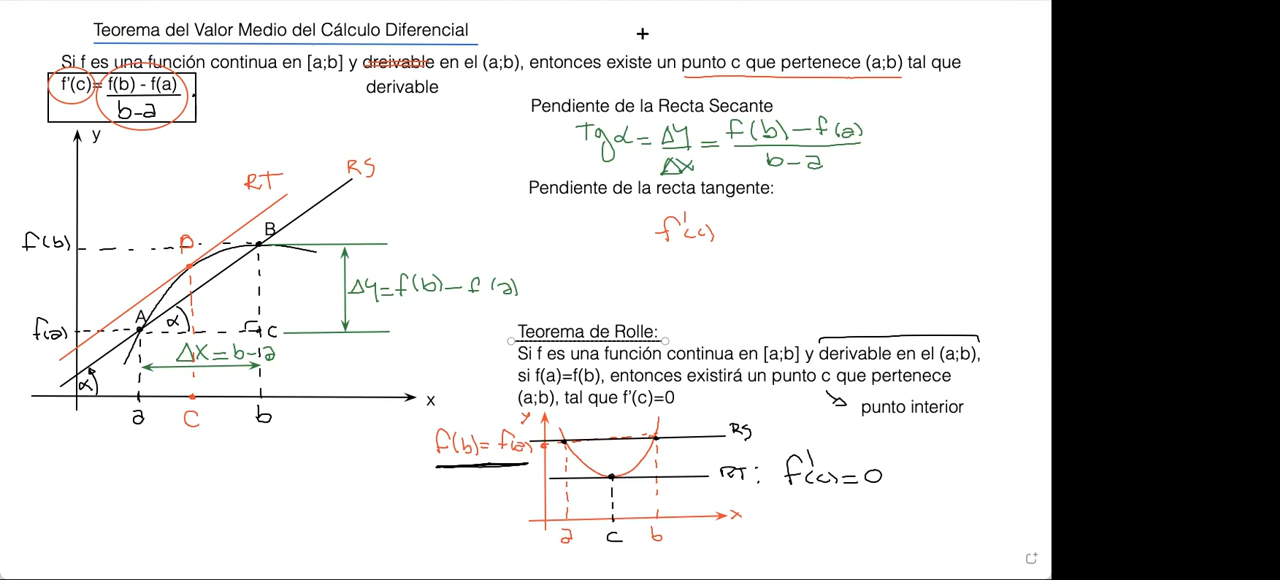 Teorema del Valor Medio del Cálculo Diferencial
Si f es una función continua en [a;b] y dreivable en el (a;b), entonces existe un punto c que pertenece (a;b) tal que
derivable
f'(c)= f(b) - f(a)
b-a
Pendiente de la Recta Secante
Tg α = Δy/Δx = f(b)-f(a)/b-a
Pendiente de la recta tangente:
f'(c)
y
RT
RS
f(b)
P
B
Δy=f(b)-f(a)
f(a)
A
α
c
Δx=b-a
α
x
a
c
b
Teorema de Rolle:
Si f es una función continua en [a;b] y derivable en el (a;b),
si f(a)=f(b), entonces existirá un punto c que pertenece
(a;b), tal que f'(c)=0
punto interior
y
f(b)=f(a)
RS
RT: f'(c)=0
x
a
c
b